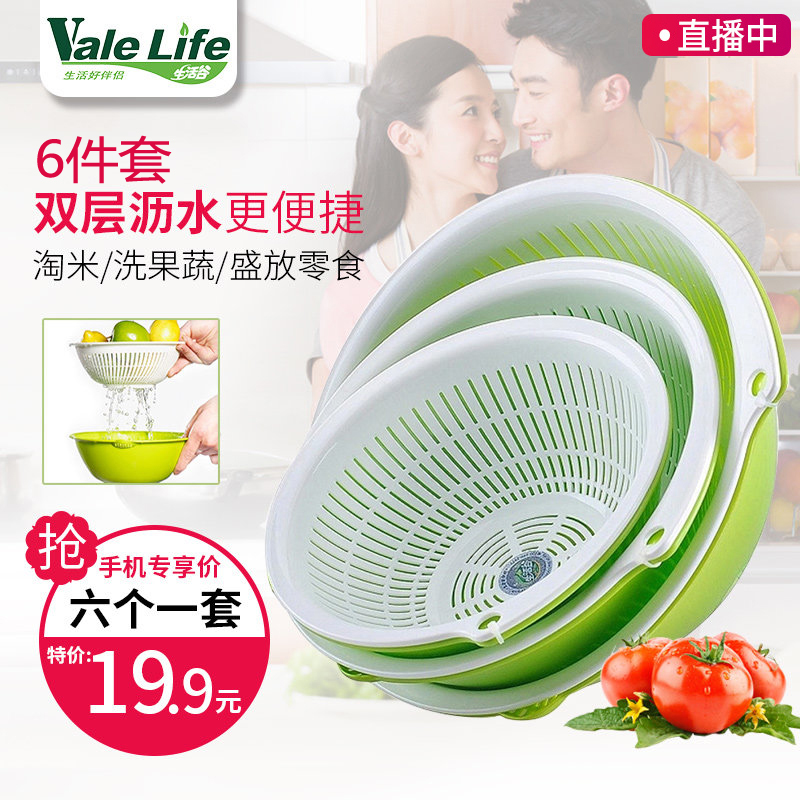 Vale Life
生活好伴侣 生活谷
直播中
6件套
双层沥水更便捷
淘米/洗果蔬/盛放零食
抢
手机专享价
六个一套
特价:19.9元